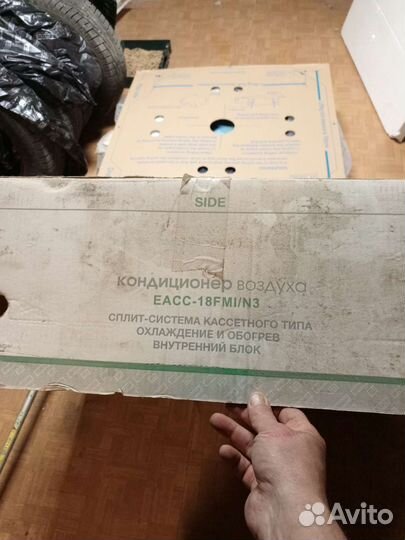 SIDE
кондиционер воздуха
EACC-18FMI/N3
СПЛИТ-СИСТЕМА КАССЕТНОГО ТИПА
ОХЛАЖДЕНИЕ И ОБОГРЕВ
ВНУТРЕННИЙ БЛОК
Avito